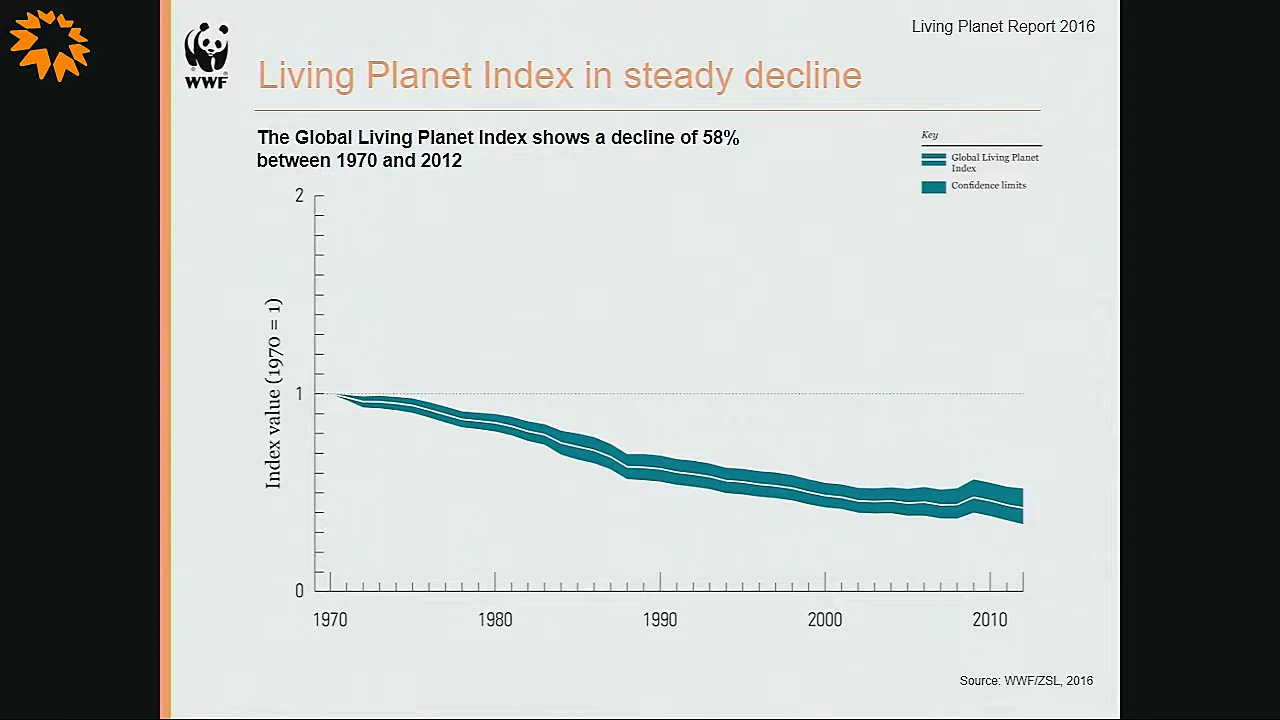 Living Planet Report 2016
WWF
Living Planet Index in steady decline
The Global Living Planet Index shows a decline of 58%
between 1970 and 2012
Key
Global Living Planet
Index
Confidence limits
Index value (1970 = 1)
2
1
0
1970
1980
1990
2000
2010
Source: WWF/ZSL, 2016